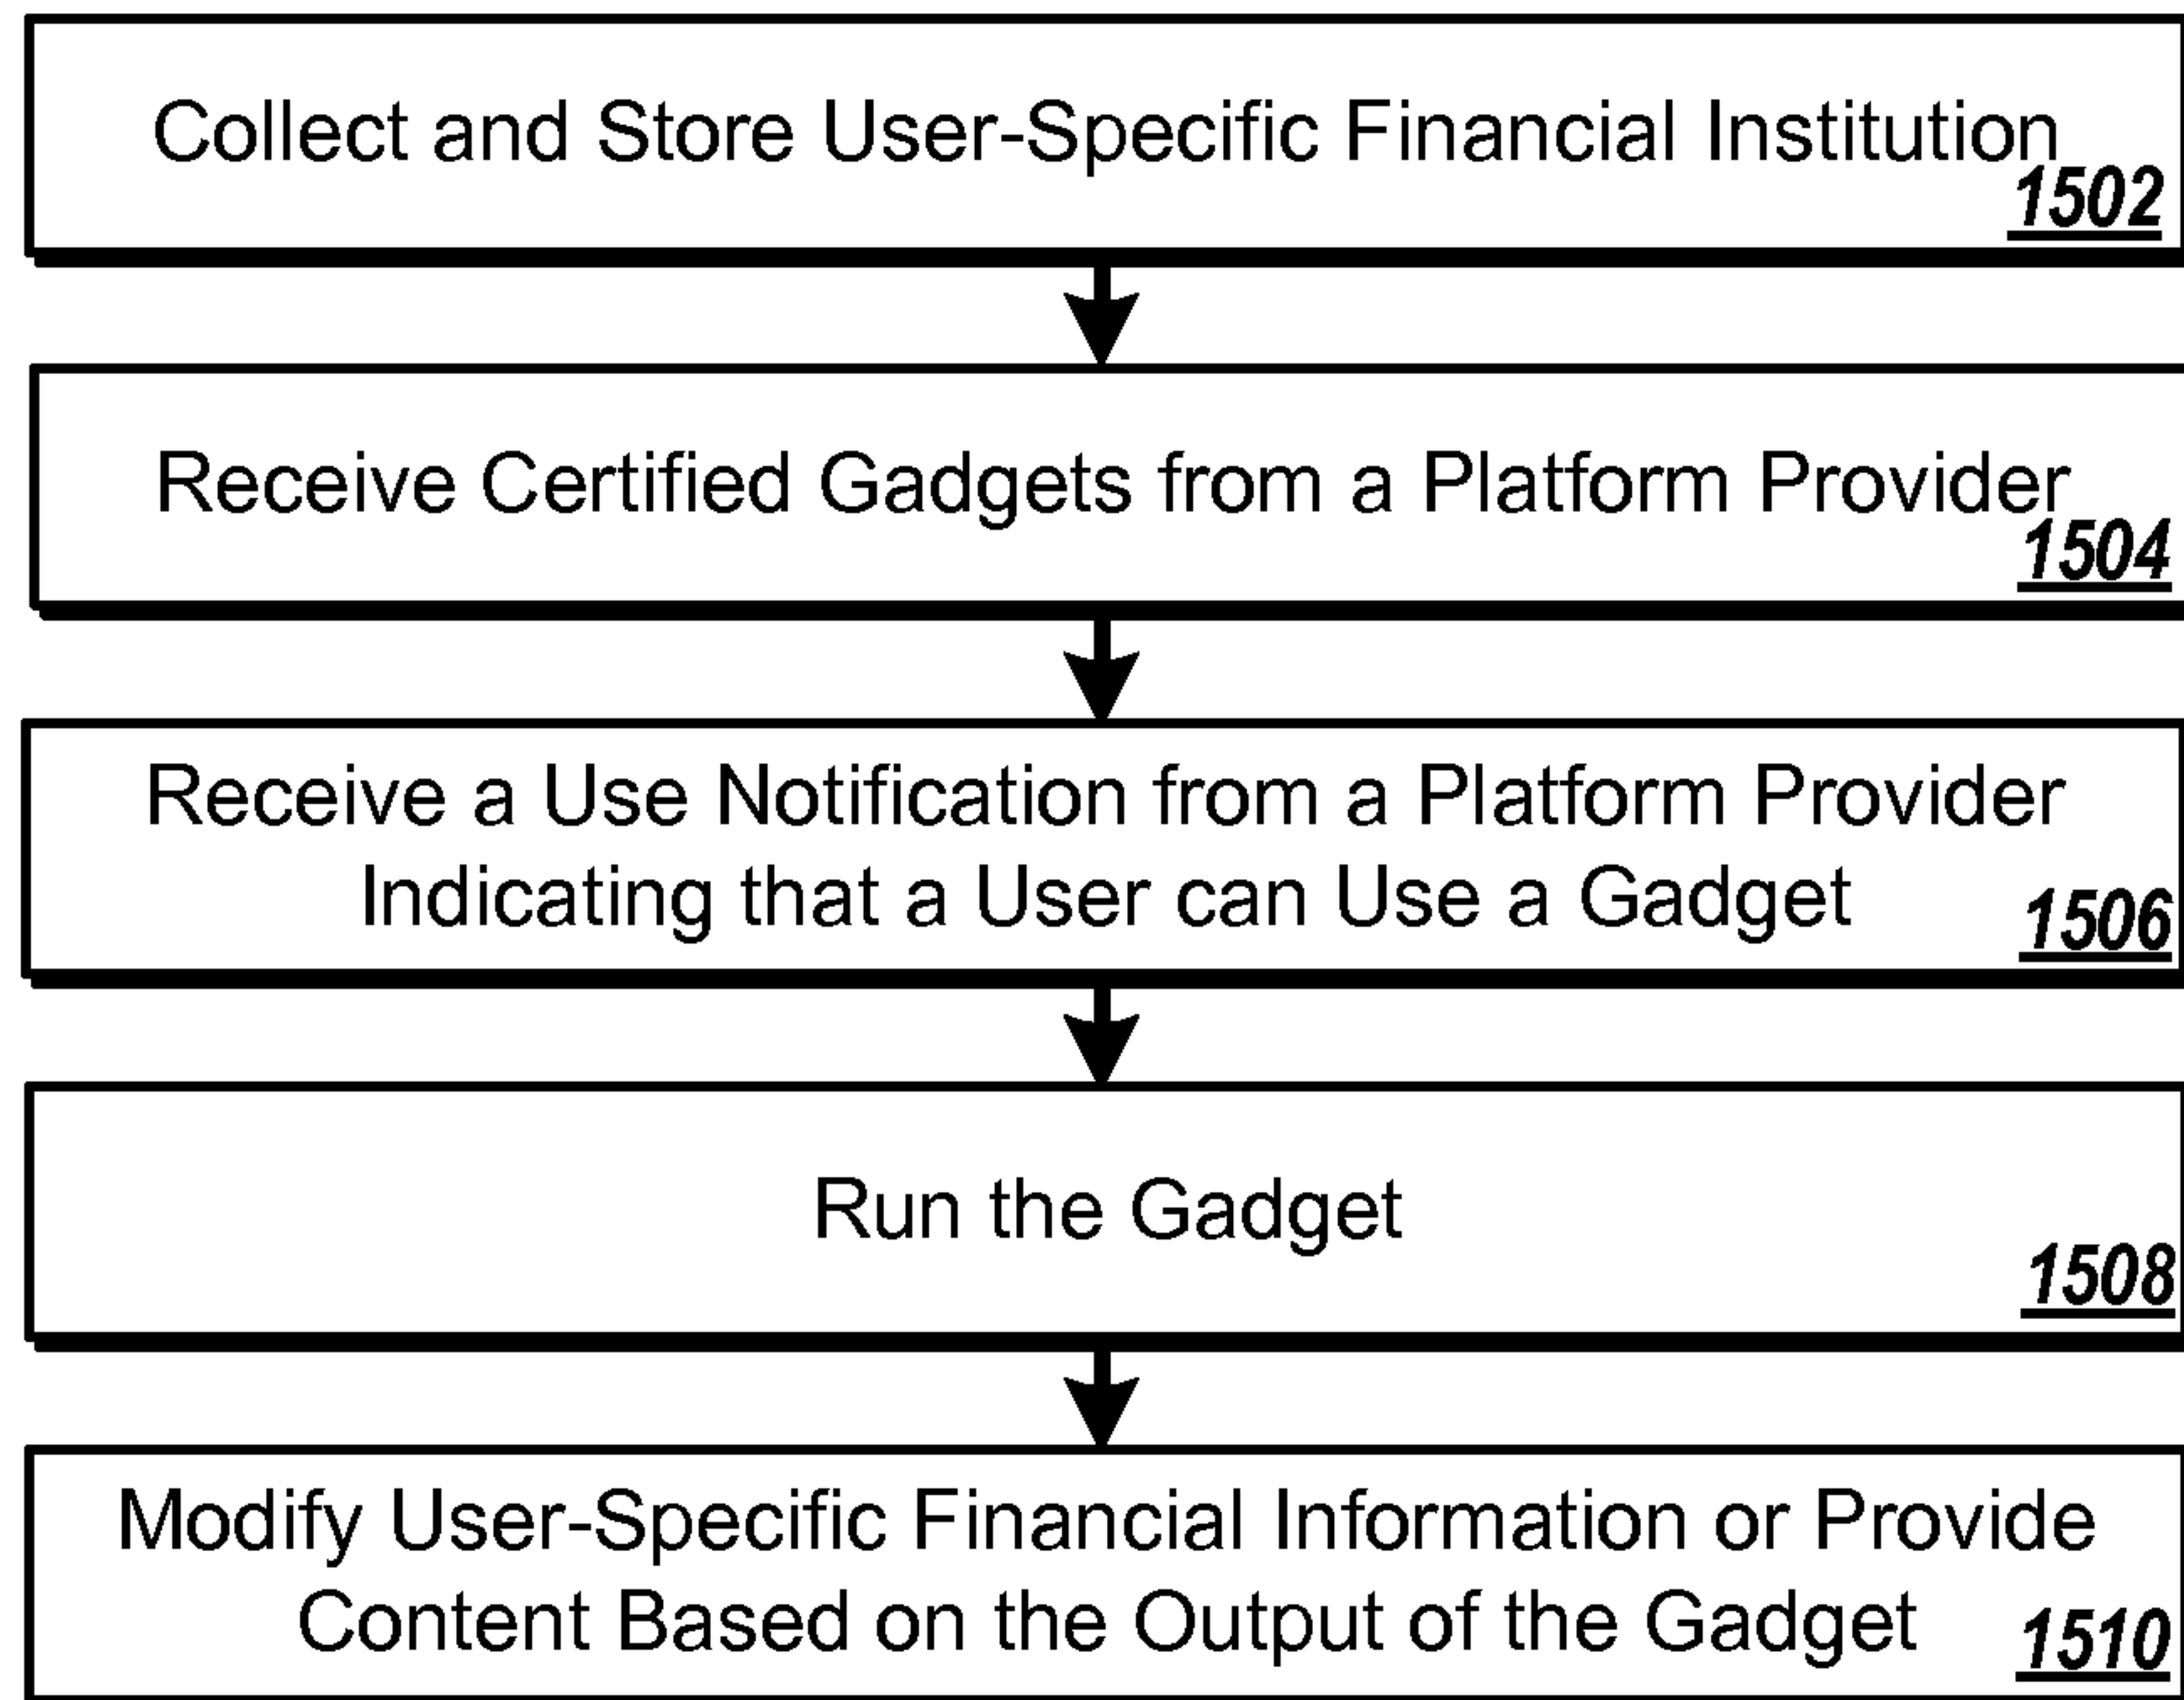 Collect and Store User-Specific Financial Institution
1502
Receive Certified Gadgets from a Platform Provider
1504
Receive a Use Notification from a Platform Provider
Indicating that a User can Use a Gadget
1506
Run the Gadget
1508
Modify User-Specific Financial Information or Provide
Content Based on the Output of the Gadget
1510